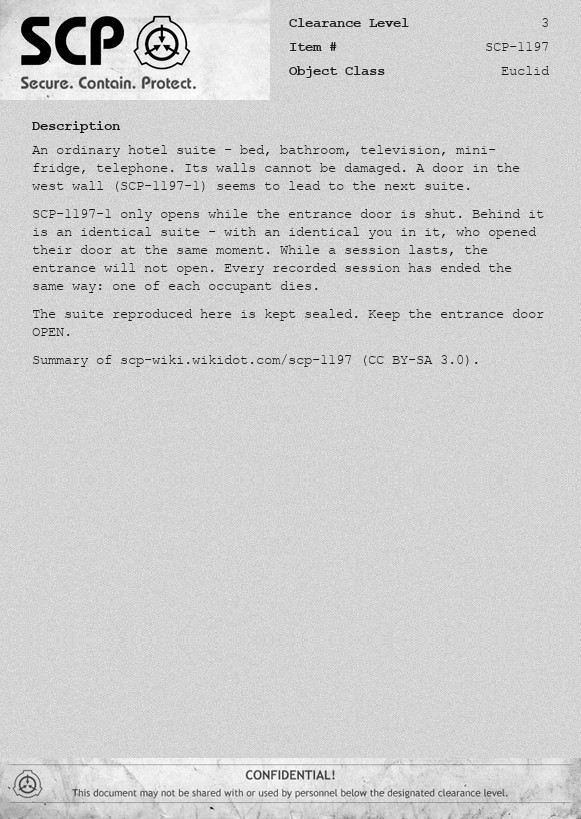 SCP
Secure. Contain. Protect.
Clearance Level 3
Item # SCP-1197
Object Class Euclid
Description
An ordinary hotel suite - bed, bathroom, television, mini-
fridge, telephone. Its walls cannot be damaged. A door in the
west wall (SCP-1197-1) seems to lead to the next suite.
SCP-1197-1 only opens while the entrance door is shut. Behind it
is an identical suite - with an identical you in it, who opened
their door at the same moment. While a session lasts, the
entrance will not open. Every recorded session has ended the
same way: one of each occupant dies.
The suite reproduced here is kept sealed. Keep the entrance door
OPEN.
Summary of scp-wiki.wikidot.com/scp-1197 (CC BY-SA 3.0).
CONFIDENTIAL!
This document may not be shared with or used by personnel below the designated clearance level.